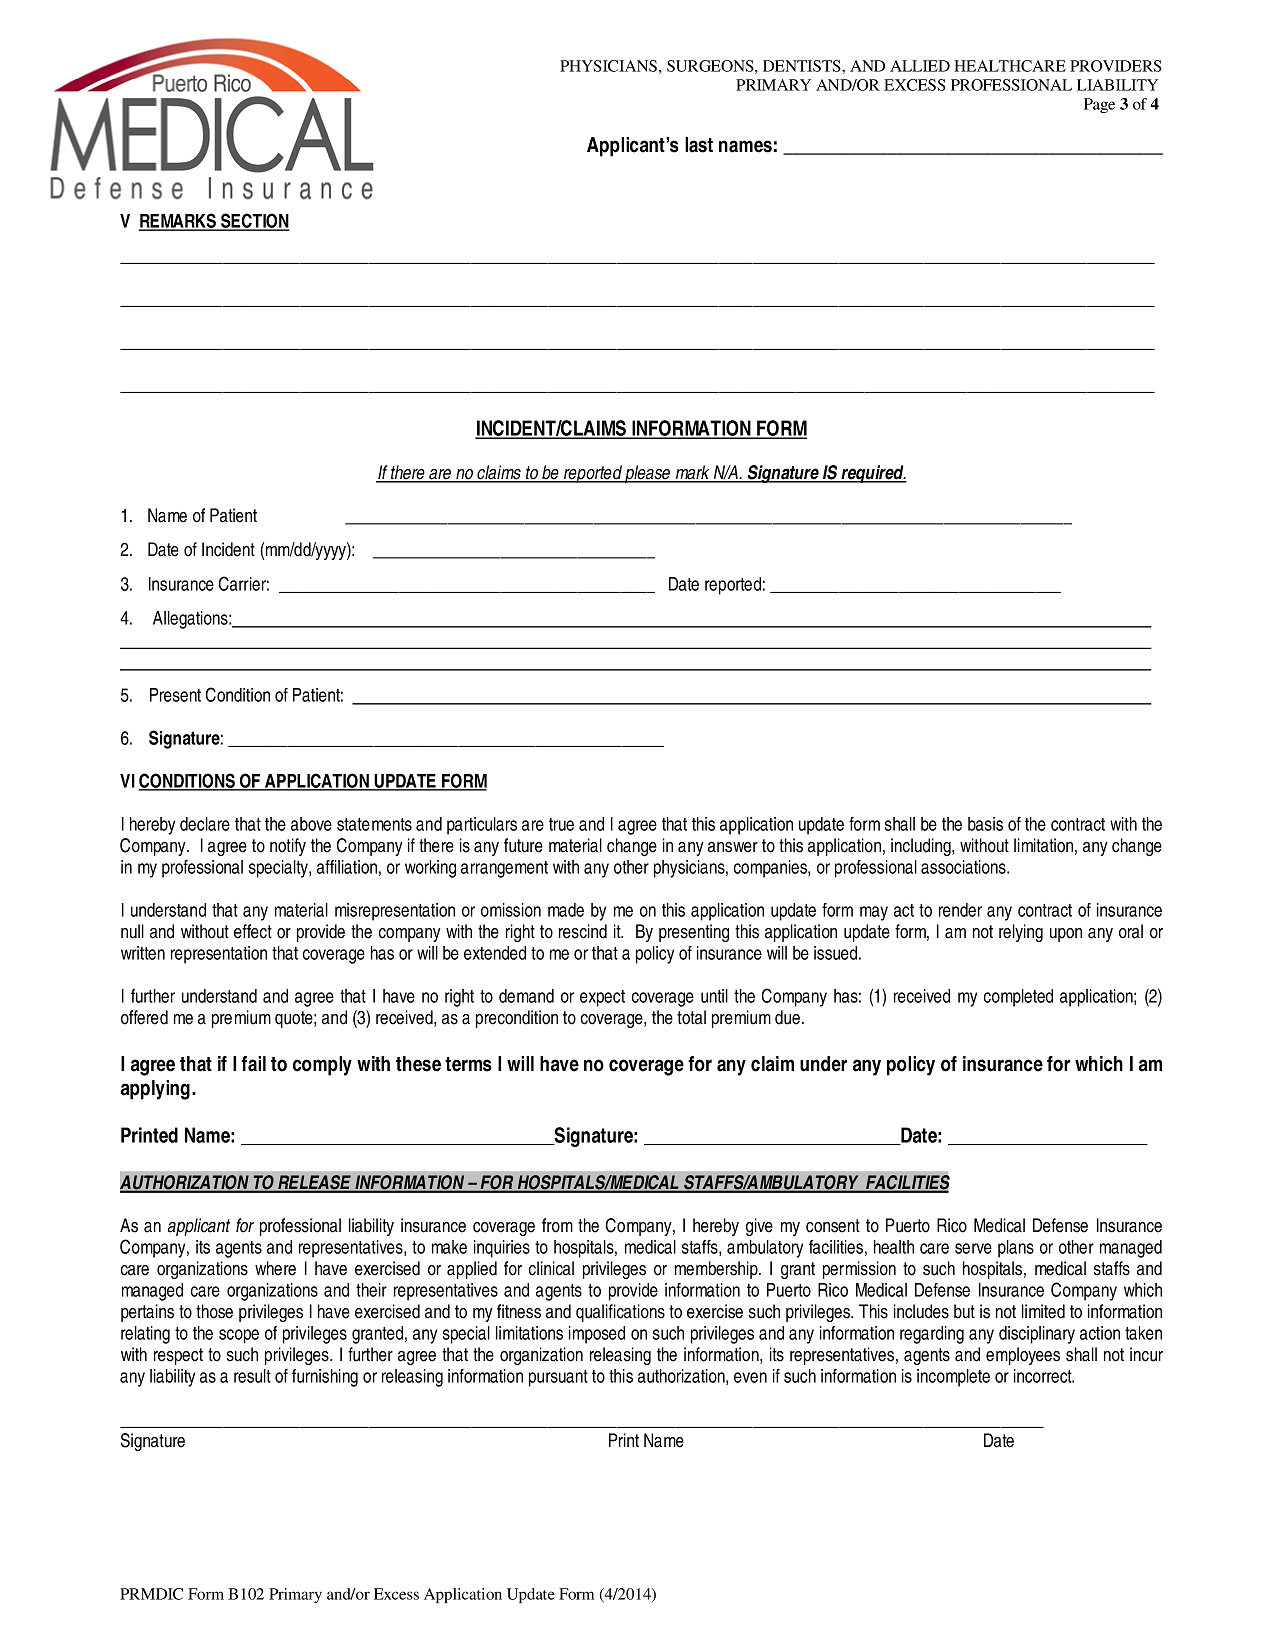 Puerto Rico
MEDICAL
Defense Insurance
PHYSICIANS, SURGEONS, DENTISTS, AND ALLIED HEALTHCARE PROVIDERS
PRIMARY AND/OR EXCESS PROFESSIONAL LIABILITY
Page 3 of 4
Applicant's last names: ___________________________________
V REMARKS SECTION
INCIDENT/CLAIMS INFORMATION FORM
If there are no claims to be reported please mark N/A. Signature IS required.
1. Name of Patient ___________________________________
2. Date of Incident (mm/dd/yyyy): ___________________________________
3. Insurance Carrier: ___________________________________ Date reported: ___________________________________
4. Allegations:___________________________________
5. Present Condition of Patient: ___________________________________
6. Signature: ___________________________________
VI CONDITIONS OF APPLICATION UPDATE FORM
I hereby declare that the above statements and particulars are true and I agree that this application update form shall be the basis of the contract with the
Company. I agree to notify the Company if there is any future material change in any answer to this application, including, without limitation, any change
in my professional specialty, affiliation, or working arrangement with any other physicians, companies, or professional associations.
I understand that any material misrepresentation or omission made by me on this application update form may act to render any contract of insurance
null and without effect or provide the company with the right to rescind it. By presenting this application update form, I am not relying upon any oral or
written representation that coverage has or will be extended to me or that a policy of insurance will be issued.
I further understand and agree that I have no right to demand or expect coverage until the Company has: (1) received my completed application; (2)
offered me a premium quote; and (3) received, as a precondition to coverage, the total premium due.
I agree that if I fail to comply with these terms I will have no coverage for any claim under any policy of insurance for which I am
applying.
Printed Name: ____________________________Signature: _______________________Date: __________________
AUTHORIZATION TO RELEASE INFORMATION – FOR HOSPITALS/MEDICAL STAFFS/AMBULATORY FACILITIES
As an applicant for professional liability insurance coverage from the Company, I hereby give my consent to Puerto Rico Medical Defense Insurance
Company, its agents and representatives, to make inquiries to hospitals, medical staffs, ambulatory facilities, health care serve plans or other managed
care organizations where I have exercised or applied for clinical privileges or membership. I grant permission to such hospitals, medical staffs and
managed care organizations and their representatives and agents to provide information to Puerto Rico Medical Defense Insurance Company which
pertains to those privileges I have exercised and to my fitness and qualifications to exercise such privileges. This includes but is not limited to information
relating to the scope of privileges granted, any special limitations imposed on such privileges and any information regarding any disciplinary action taken
with respect to such privileges. I further agree that the organization releasing the information, its representatives, agents and employees shall not incur
any liability as a result of furnishing or releasing information pursuant to this authorization, even if such information is incomplete or incorrect.
Signature Print Name Date
PRMDIC Form B102 Primary and/or Excess Application Update Form (4/2014)